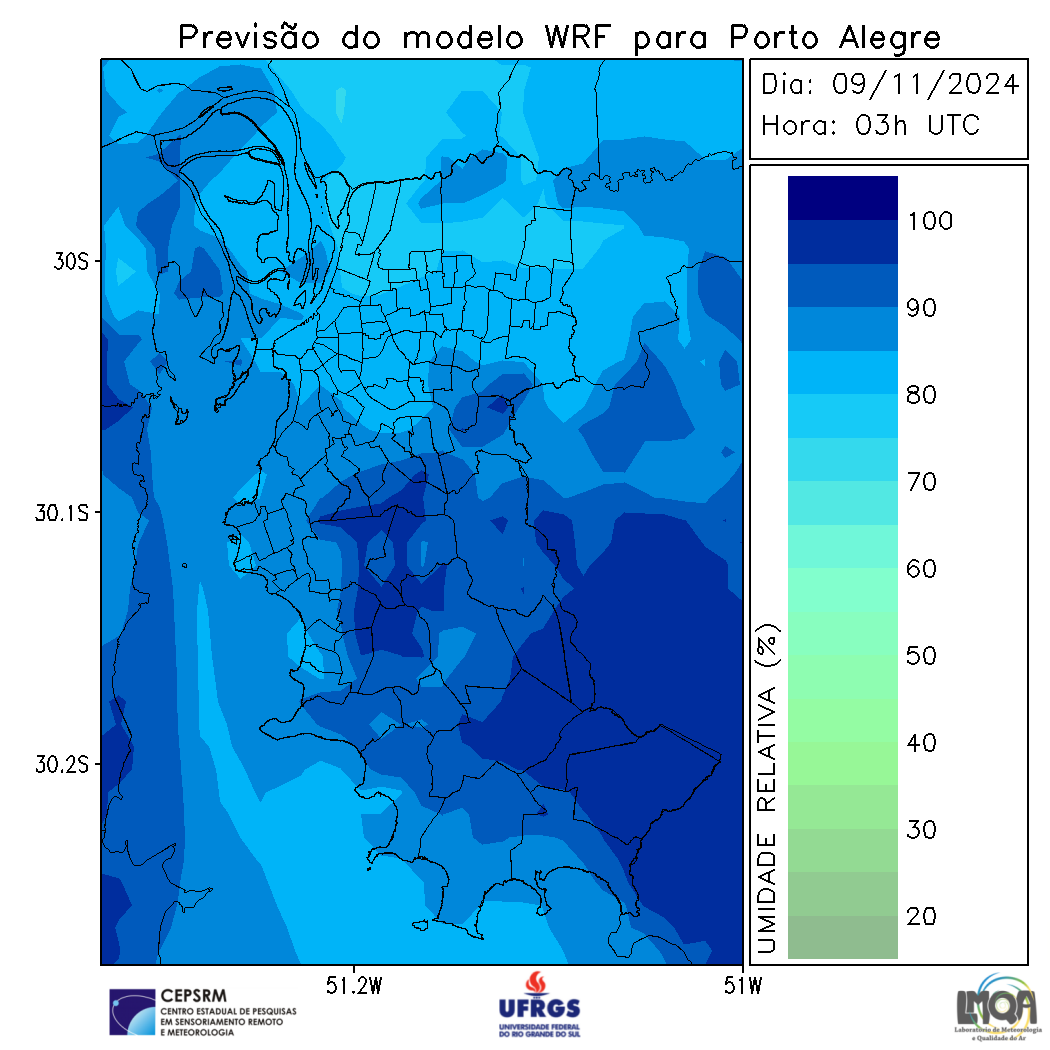 Previsão do modelo WRF para Porto Alegre
Dia: 09/11/2024
Hora: 03h UTC
30S
30.1S
30.2S
51.2W
51W
100
90
80
70
60
50
40
30
20
UMIDADE RELATIVA (%)
CEPSRM
CENTRO ESTADUAL DE PESQUISAS
EM SENSORIAMENTO REMOTO
E METEOROLOGIA
UFRGS
UNIVERSIDADE FEDERAL
DO RIO GRANDE DO SUL
LMQA
Laboratório de Meteorologia
e Qualidade do Ar